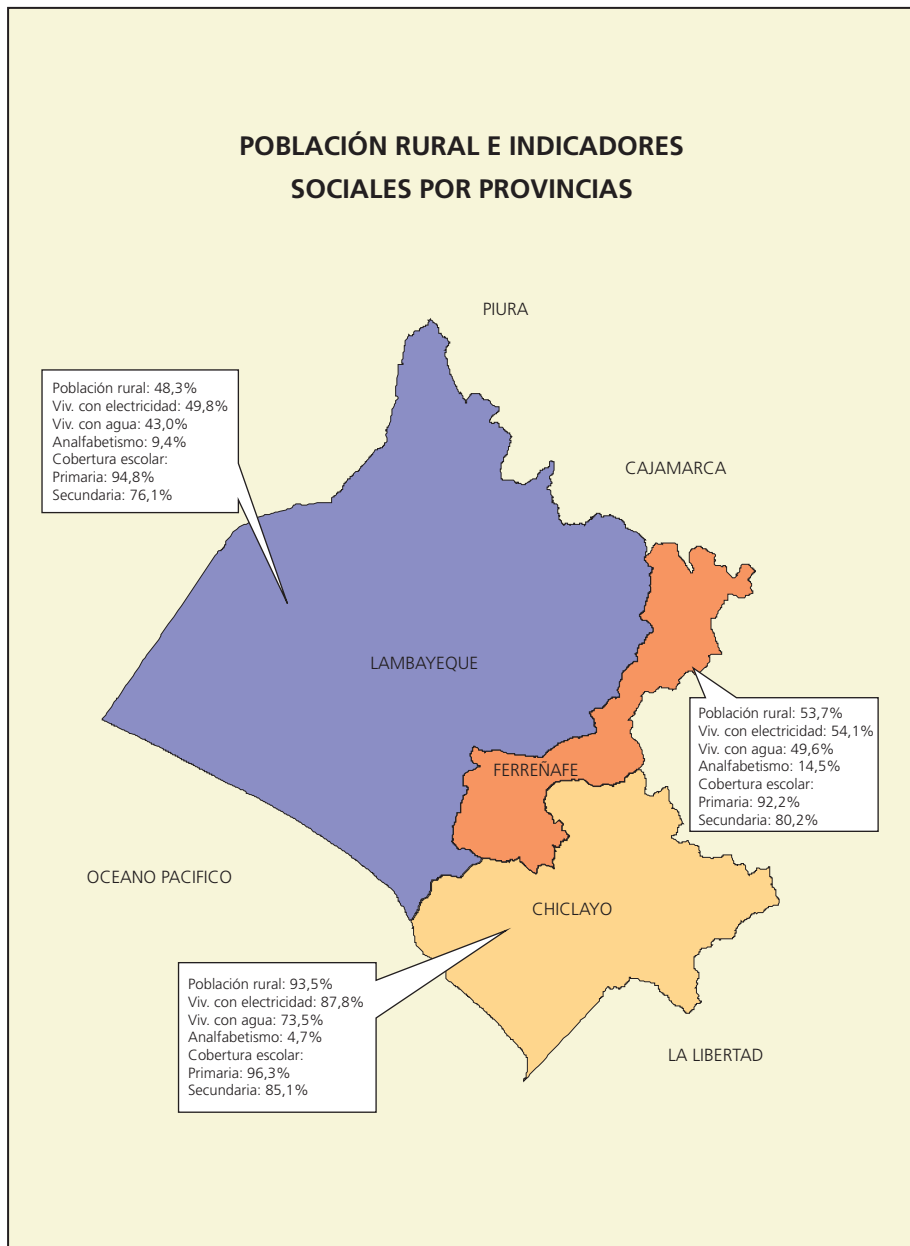 POBLACIÓN RURAL E INDICADORES
SOCIALES POR PROVINCIAS
PIURA
Población rural: 48,3%
Viv. con electricidad: 49,8%
Viv. con agua: 43,0%
Analfabetismo: 9,4%
Cobertura escolar:
Primaria: 94,8%
Secundaria: 76,1%
CAJAMARCA
LAMBAYEQUE
Población rural: 53,7%
Viv. con electricidad: 54,1%
Viv. con agua: 49,6%
Analfabetismo: 14,5%
Cobertura escolar:
Primaria: 92,2%
Secundaria: 80,2%
FERREÑAFE
OCEANO PACIFICO
CHICLAYO
Población rural: 93,5%
Viv. con electricidad: 87,8%
Viv. con agua: 73,5%
Analfabetismo: 4,7%
Cobertura escolar:
Primaria: 96,3%
Secundaria: 85,1%
LA LIBERTAD